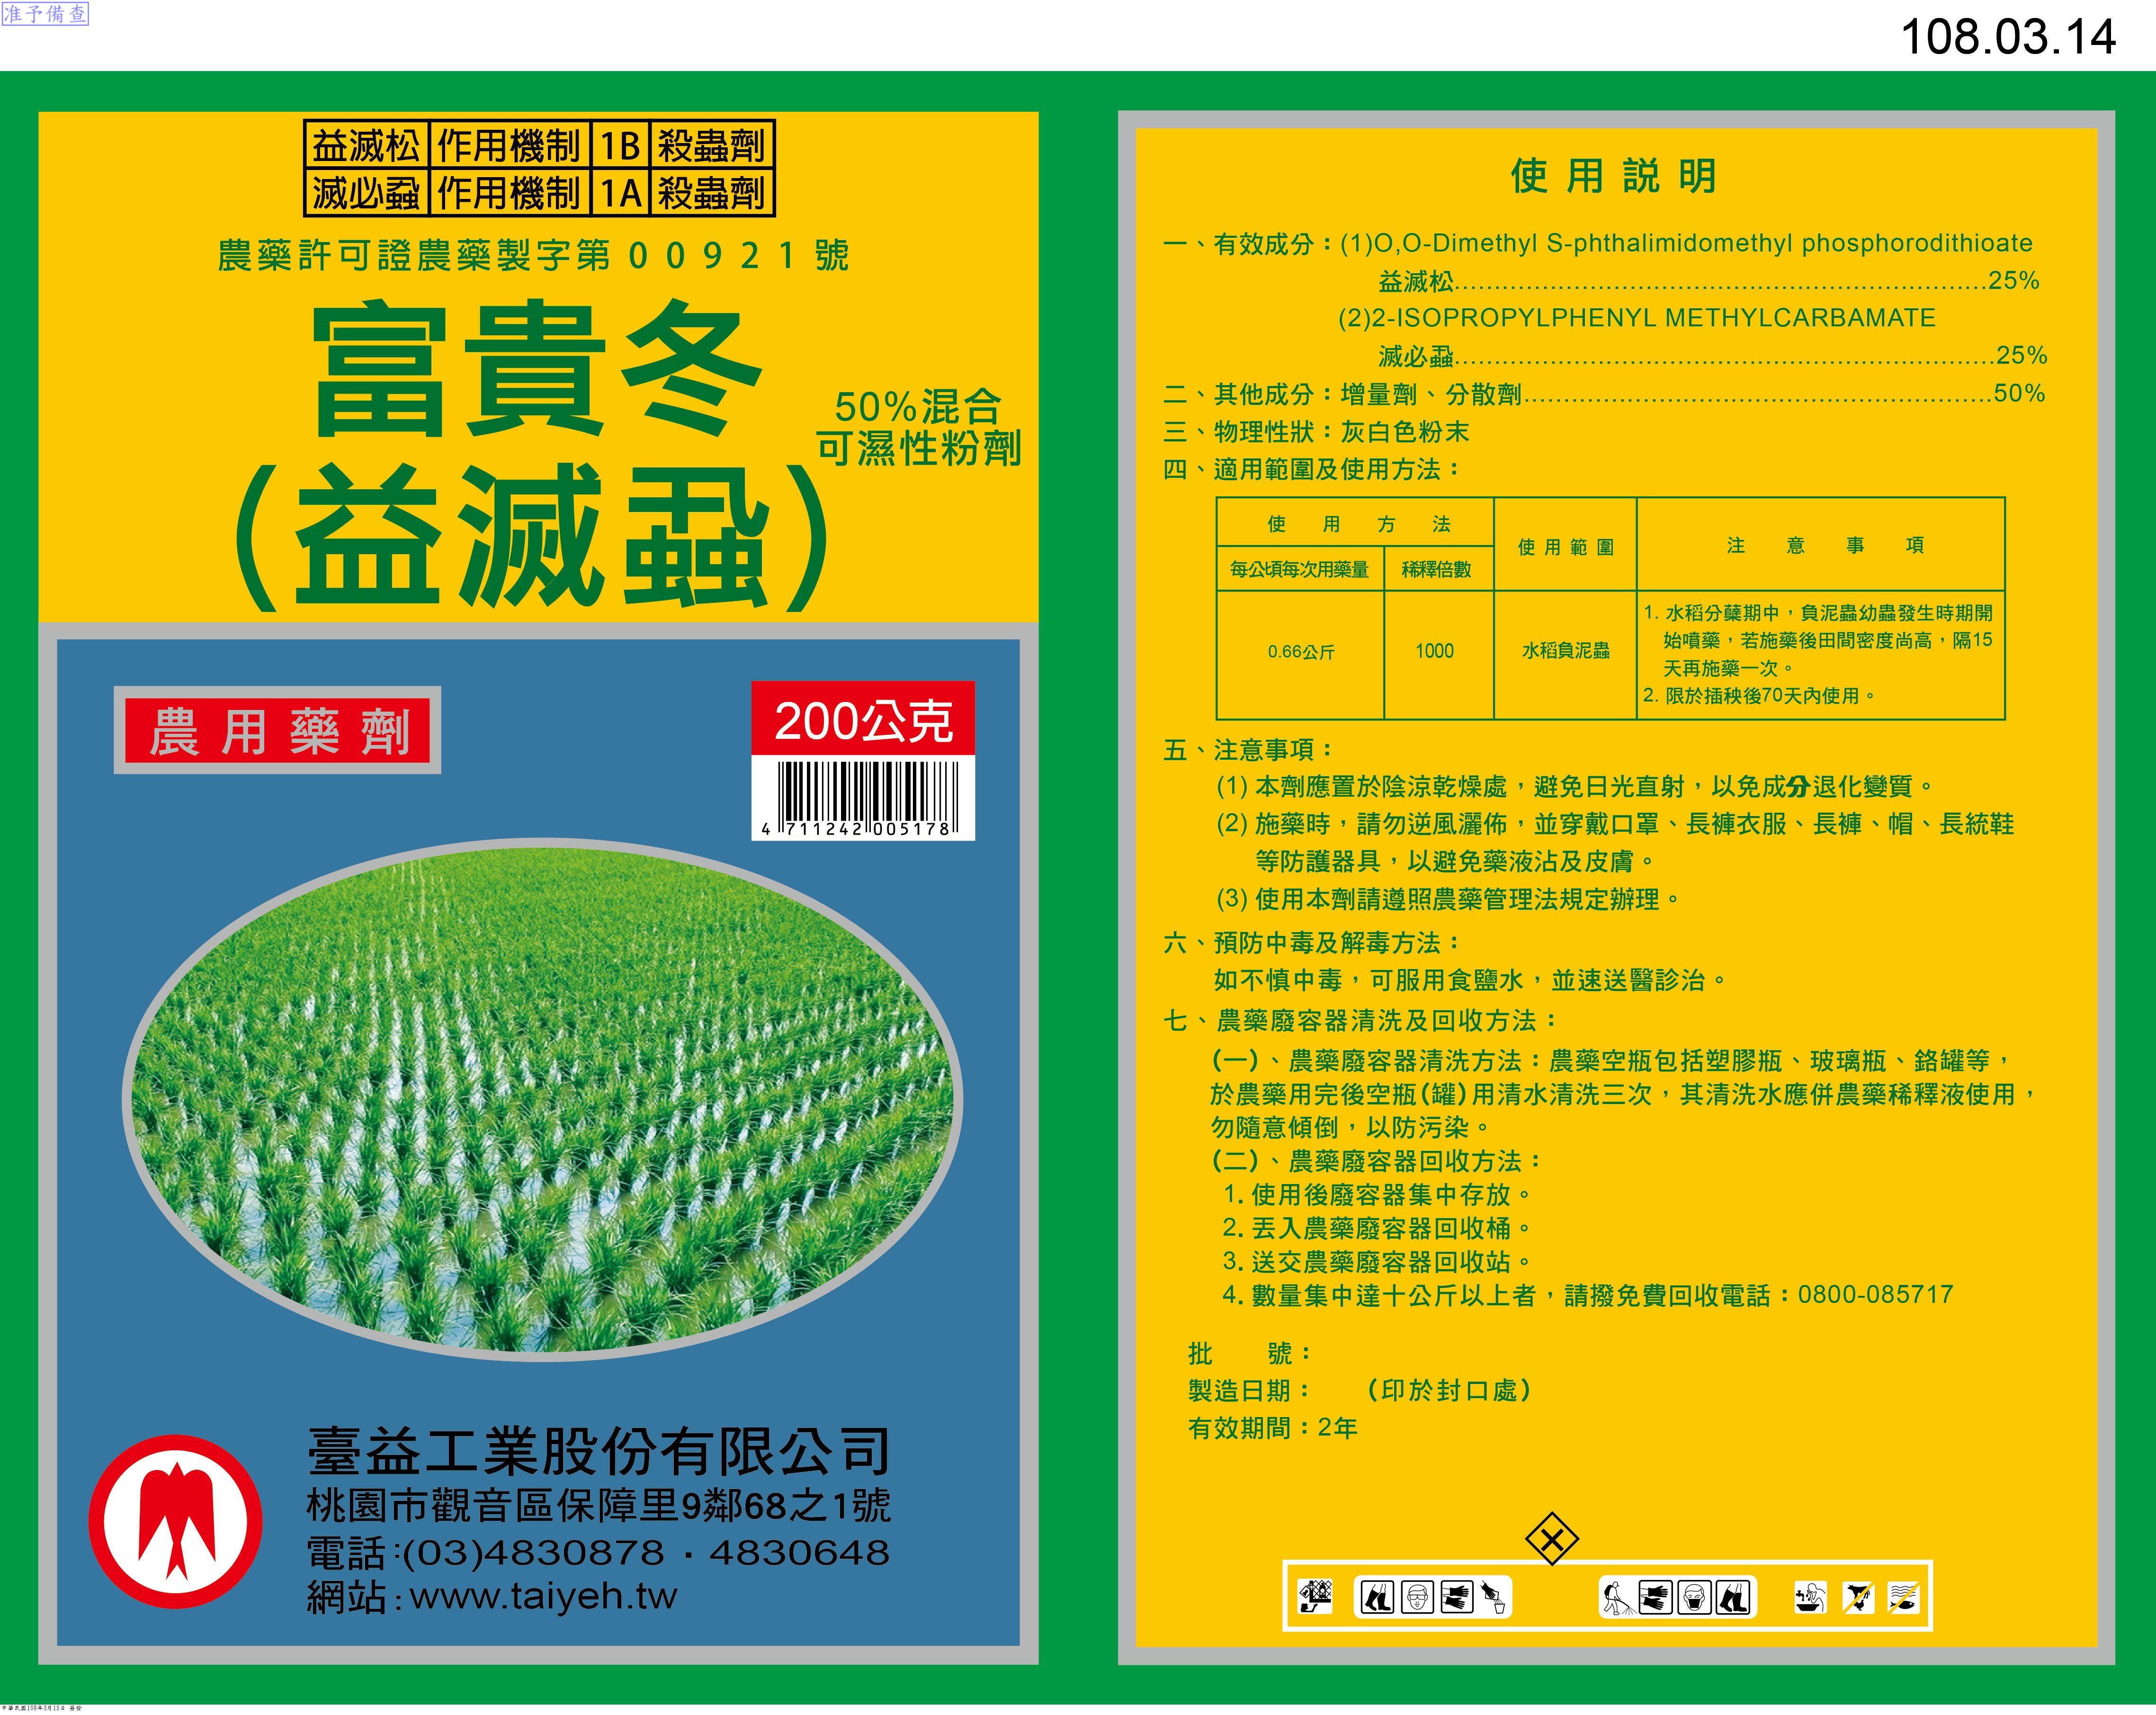 准予備查
108.03.14
益滅松 作用機制 1B 殺蟲劑
滅必蝨 作用機制 1A 殺蟲劑
農藥許可證農藥製字第00921號
富貴冬
50%混合
可濕性粉劑
(益滅蝨)
農用藥劑
200公克
4 711242 005178
臺益工業股份有限公司
桃園市觀音區保障里9鄰68之1號
電話:(03)4830878 · 4830648
網站:www.taiyeh.tw
使用説明
一、有效成分：(1)O,O-Dimethyl S-phthalimidomethyl phosphorodithioate
益滅松....................................................................25%
(2)2-ISOPROPYLPHENYL METHYLCARBAMATE
滅必蝨.....................................................................25%
二、其他成分：增量劑、分散劑............................................................50%
三、物理性狀：灰白色粉末
四、適用範圍及使用方法：
使用方法 使用範圍 注意事項
每公頃每次用藥量 稀釋倍數
0.66公斤 1000 水稻負泥蟲
1. 水稻分蘗期中，負泥蟲幼蟲發生時期開
始噴藥，若施藥後田間密度尚高，隔15
天再施藥一次。
2. 限於插秧後70天內使用。
五、注意事項：
(1) 本劑應置於陰涼乾燥處，避免日光直射，以免成分退化變質。
(2) 施藥時，請勿逆風灑佈，並穿戴口罩、長褲衣服、長褲、帽、長統鞋
等防護器具，以避免藥液沾及皮膚。
(3) 使用本劑請遵照農藥管理法規定辦理。
六、預防中毒及解毒方法：
如不慎中毒，可服用食鹽水，並速送醫診治。
七、農藥廢容器清洗及回收方法：
(一)、農藥廢容器清洗方法：農藥空瓶包括塑膠瓶、玻璃瓶、鉻罐等，
於農藥用完後空瓶(罐)用清水清洗三次，其清洗水應併農藥稀釋液使用，
勿隨意傾倒，以防污染。
(二)、農藥廢容器回收方法：
1. 使用後廢容器集中存放。
2. 丟入農藥廢容器回收桶。
3. 送交農藥廢容器回收站。
4. 數量集中達十公斤以上者，請撥免費回收電話：0800-085717
批號：
製造日期： (印於封口處)
有效期間：2年
中華民國108年3月15日 簽發